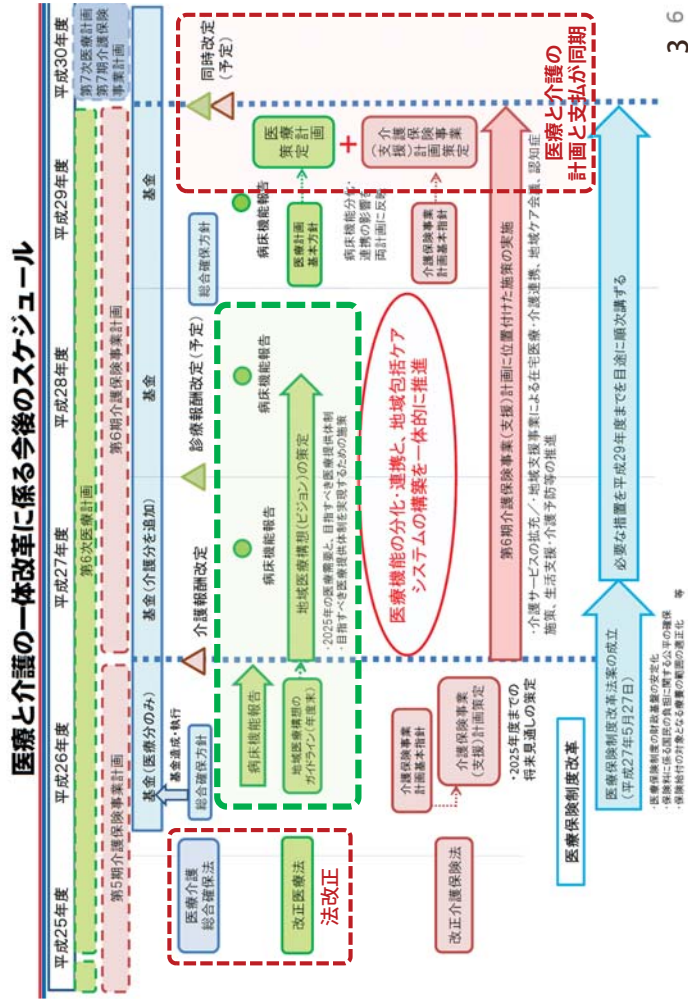 医療と介護の一体改革に係る今後のスケジュール
平成25年度
平成26年度
平成27年度
平成28年度
平成29年度
平成30年度
第6次医療計画
第7次医療計画
第5期介護保険事業計画
第6期介護保険事業計画
第7期介護保険
事業計画
基金(医療分のみ)
基金(介護分を追加)
基金
基金
基金造成・執行
医療介護
総合確保法
総合確保方針
介護報酬改定
診療報酬改定(予定)
総合確保方針
同時改定
(予定)
改正医療法
法改正
病床機能報告
病床機能報告
病床機能報告
病床機能報告
地域医療構想の
ガイドライン(年度末)
地域医療構想(ビジョン)の策定
・2025年の医療需要と、目指すべき医療提供体制
・目指すべき医療提供体制を実現するための施策
医療計画
基本方針
医療計画
策定
病床機能分化・
連携の影響を
両計画に反映
+
医療機能の分化・連携と、地域包括ケア
システムの構築を一体的に推進
改正介護保険法
介護保険事業
計画基本指針
介護保険事業
(支援)計画策定
・2025年度までの
将来見通しの策定
介護保険事業
計画基本指針
介護保険事業
(支援)計画
策定
医療と介護の
計画と支払が同期
第6期介護保険事業(支援)計画に位置付けた施策の実施
・介護サービスの拡充/・地域支援事業による在宅医療・介護連携、地域ケア会議、認知症
施策、生活支援・介護予防等の推進
医療保険制度改革
医療保険制度改革法案の成立
(平成27年5月27日)
必要な措置を平成29年度までを目途に順次講ずる
・医療保険制度の財政基盤の安定化
・保険料に係る国民の負担に関する公平の確保
・保険給付の対象となる療養の範囲の適正化 等
3
6